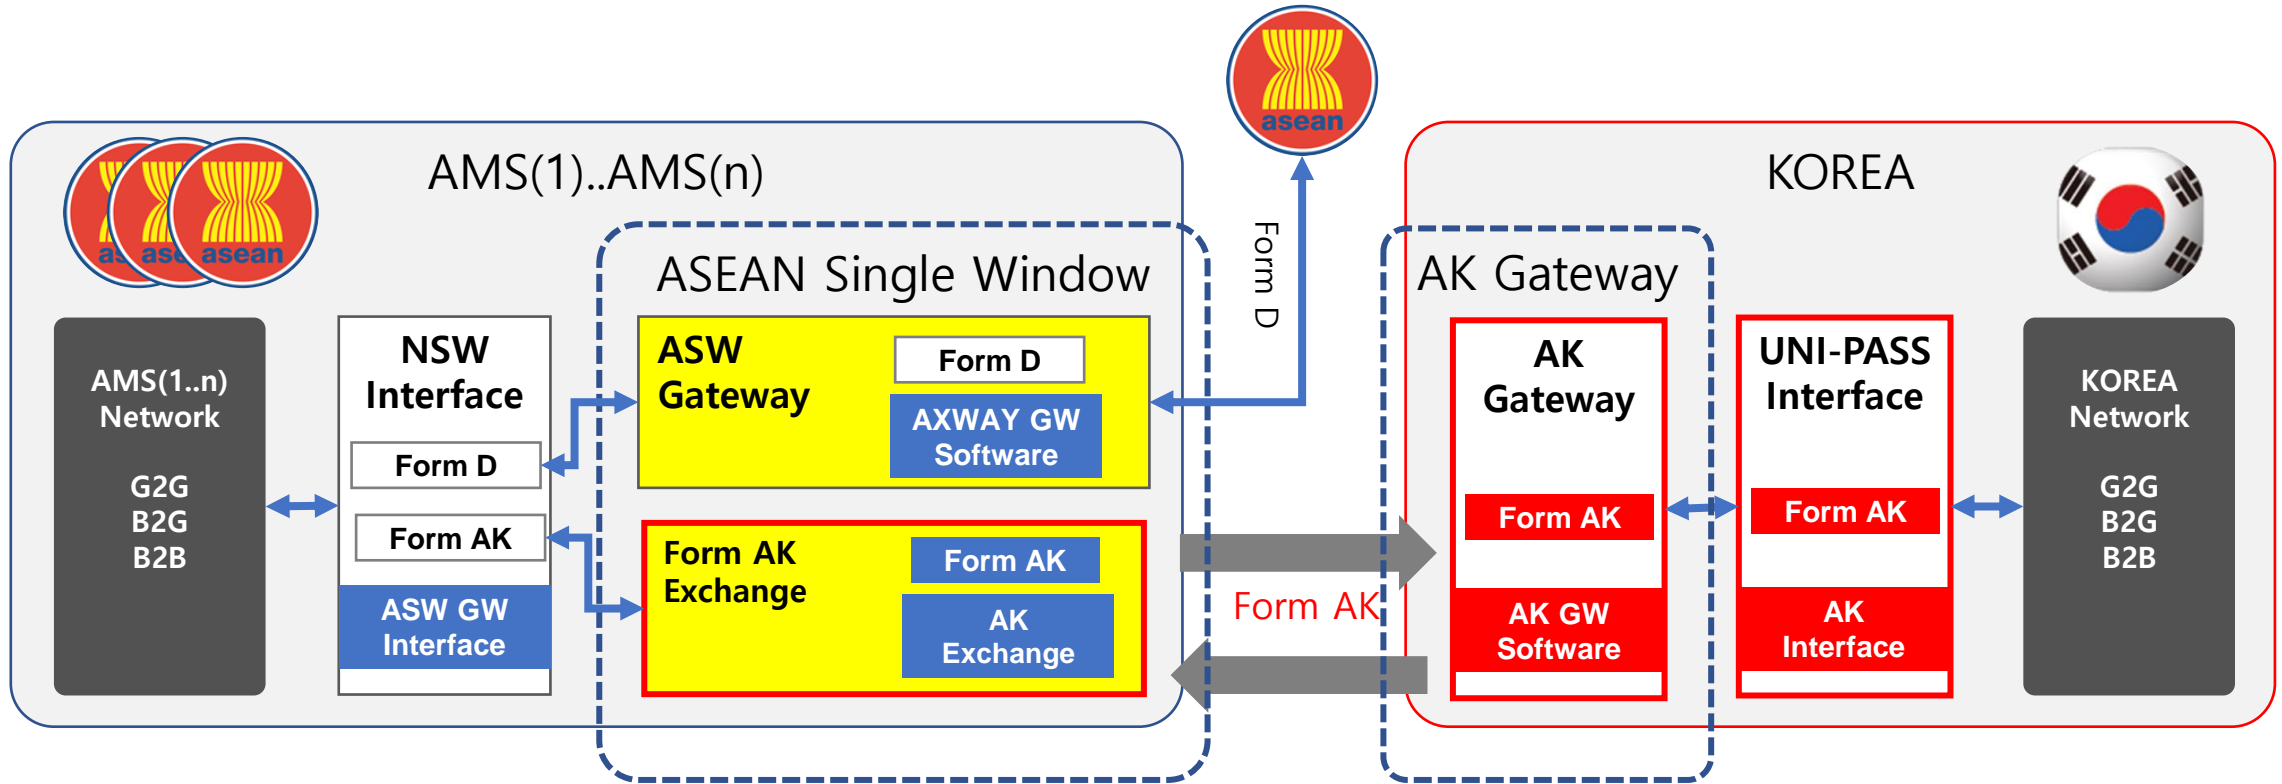 asean
AMS(1)..AMS(n)
KOREA
as
ase
asean
Form D
ASEAN Single Window
AK Gateway
AMS(1..n)
Network
G2G
B2G
B2B
NSW
Interface
Form D
Form AK
ASW GW
Interface
ASW
Gateway
Form D
AXWAY GW
Software
Form AK
Exchange
Form AK
AK
Exchange
Form AK
AK
Gateway
Form AK
AK GW
Software
UNI-PASS
Interface
Form AK
AK
Interface
KOREA
Network
G2G
B2G
B2B